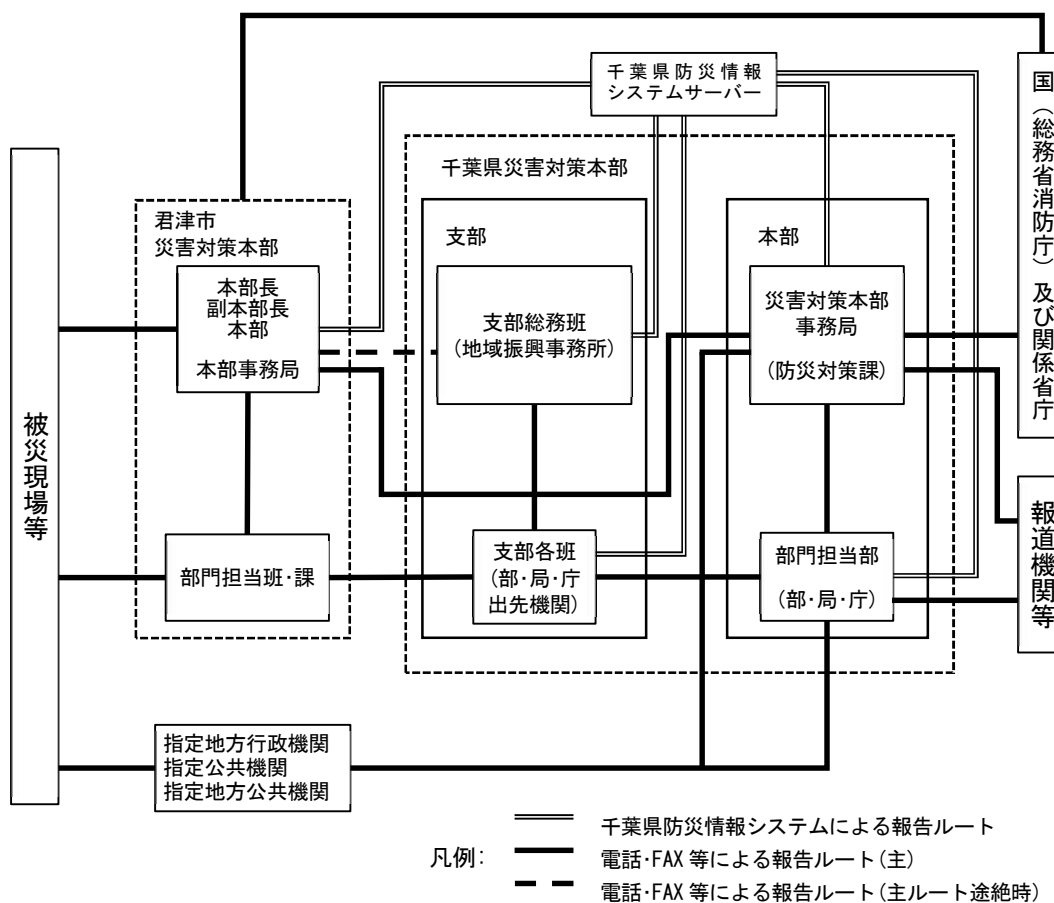 千葉県防災情報
システムサーバー
国（総務省消防庁）及び関係省庁
千葉県災害対策本部
君津市
災害対策本部
支部
本部
本部長
副本部長
本部
本部事務局
支部総務班
（地域振興事務所）
災害対策本部
事務局
（防災対策課）
被災現場等
部門担当班・課
支部各班
（部・局・庁
出先機関）
部門担当部
（部・局・庁）
報道機関等
指定地方行政機関
指定公共機関
指定地方公共機関
凡例：
千葉県防災情報システムによる報告ルート
電話・FAX 等による報告ルート（主）
電話・FAX 等による報告ルート（主ルート途絶時）